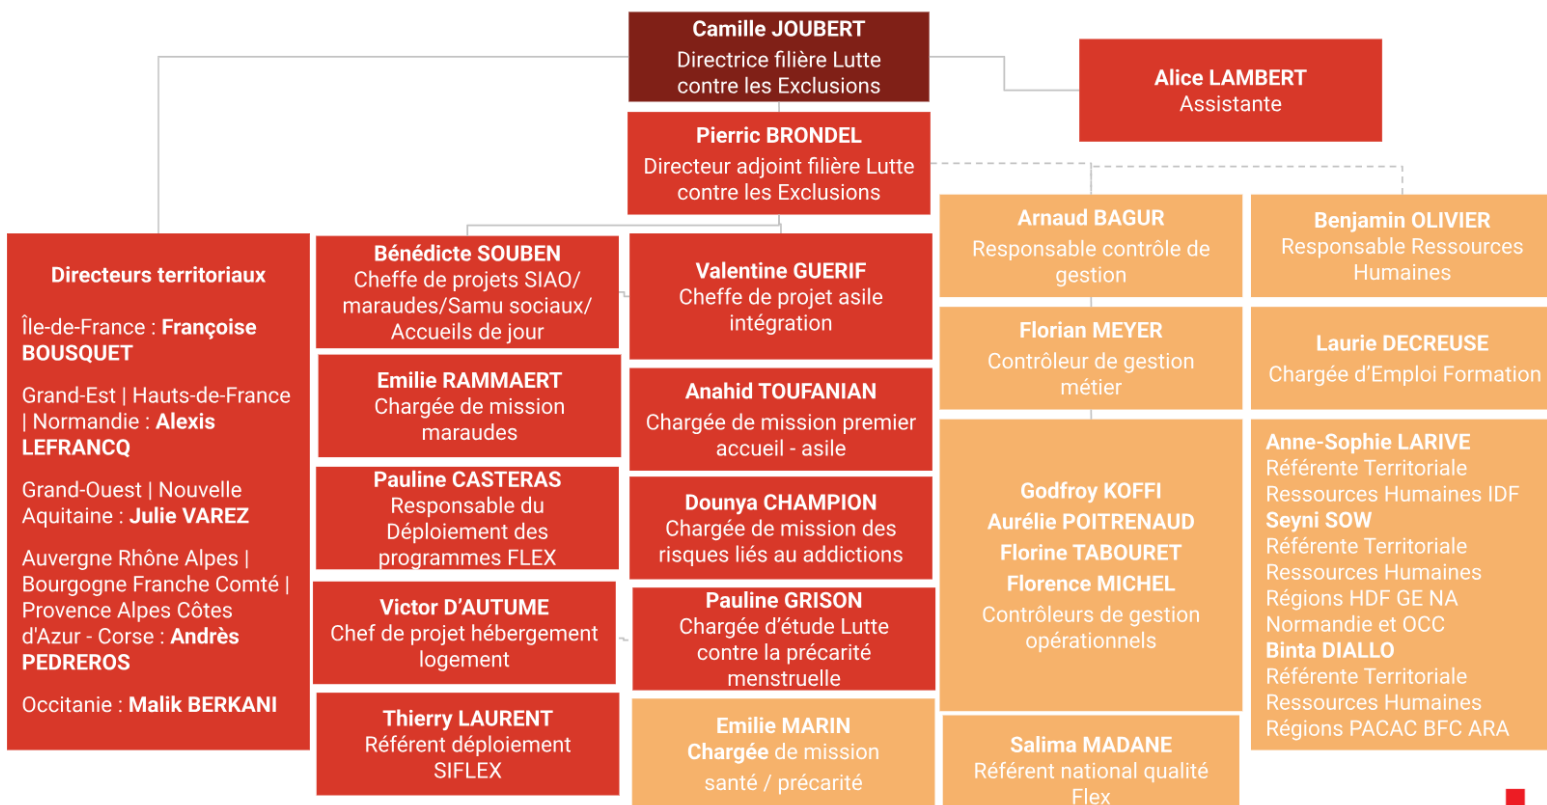 Camille JOUBERT
Directrice filière Lutte
contre les Exclusions
Alice LAMBERT
Assistante
Pierric BRONDEL
Directeur adjoint filière Lutte
contre les Exclusions
Directeurs territoriaux
Île-de-France : Françoise
BOUSQUET
Grand-Est | Hauts-de-France
| Normandie : Alexis
LEFRANCQ
Grand-Ouest | Nouvelle
Aquitaine : Julie VAREZ
Auvergne Rhône Alpes |
Bourgogne Franche Comté |
Provence Alpes Côtes
d'Azur - Corse : Andrès
PEDREROS
Occitanie : Malik BERKANI
Bénédicte SOUBEN
Cheffe de projets SIAO/
maraudes/Samu sociaux/
Accueils de jour
Emilie RAMMAERT
Chargée de mission
maraudes
Pauline CASTERAS
Responsable du
Déploiement des
programmes FLEX
Victor D’AUTUME
Chef de projet hébergement
logement
Thierry LAURENT
Référent déploiement
SIFLEX
Valentine GUERIF
Cheffe de projet asile
intégration
Anahid TOUFANIAN
Chargée de mission premier
accueil - asile
Dounya CHAMPION
Chargée de mission des
risques liés au addictions
Pauline GRISON
Chargée d’étude Lutte
contre la précarité
menstruelle
Emilie MARIN
Chargée de mission
santé / précarité
Arnaud BAGUR
Responsable contrôle de
gestion
Florian MEYER
Contrôleur de gestion
métier
Godfroy KOFFI
Aurélie POITRENAUD
Florine TABOURET
Florence MICHEL
Contrôleurs de gestion
opérationnels
Salima MADANE
Référent national qualité
Flex
Benjamin OLIVIER
Responsable Ressources
Humaines
Laurie DECREUSE
Chargée d’Emploi Formation
Anne-Sophie LARIVE
Référente Territoriale
Ressources Humaines IDF
Seyni SOW
Référente Territoriale
Ressources Humaines
Régions HDF GE NA
Normandie et OCC
Binta DIALLO
Référente Territoriale
Ressources Humaines
Régions PACAC BFC ARA